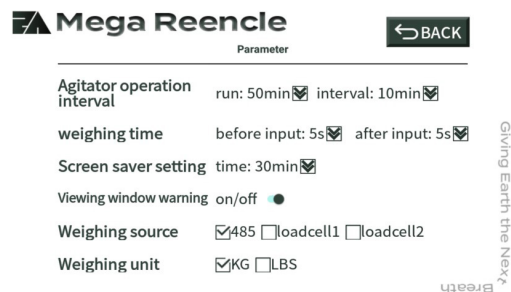 Mega Reencle
BACK
Parameter
Agitator operation
interval
run: 50min interval: 10min
weighing time before input: 5s after input: 5s
Screen saver setting time: 30min
Viewing window warning on/off
Weighing source 485 loadcell1 loadcell2
Weighing unit KG LBS
Giving Earth the Next
Breath